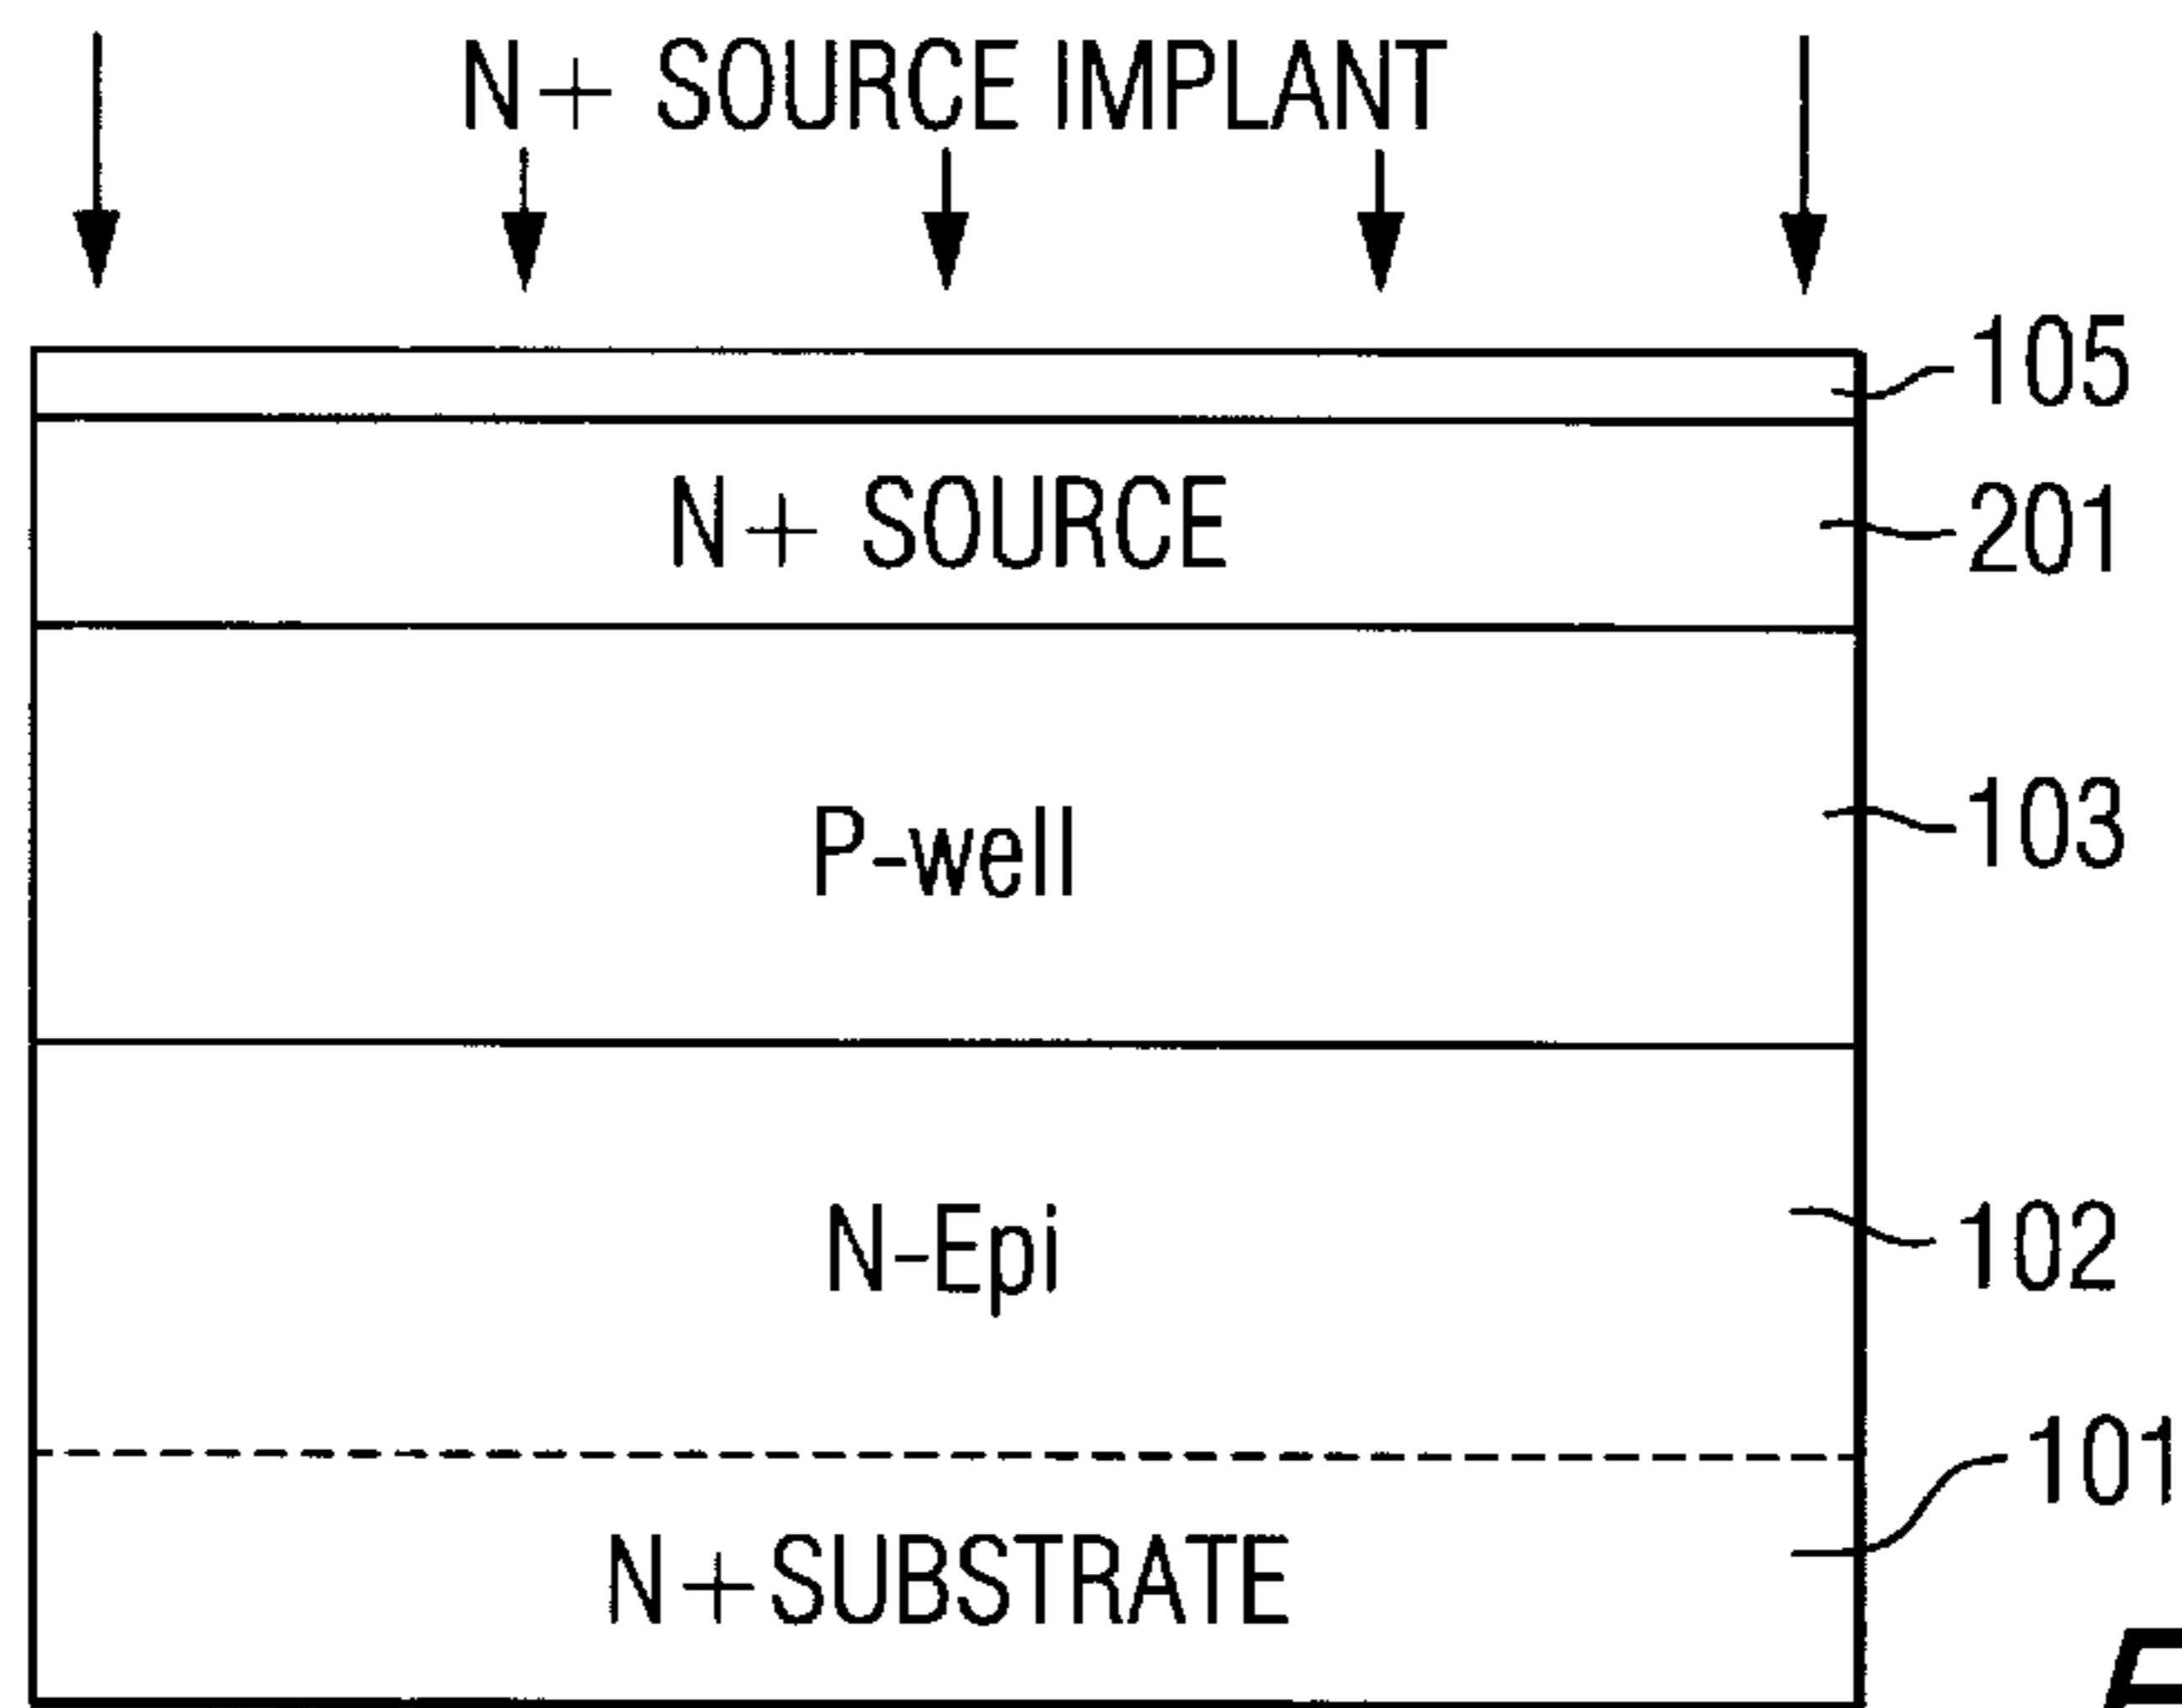 N+ SOURCE IMPLANT
105
N+ SOURCE
201
P-well
103
N-Epi
102
101
N+SUBSTRATE